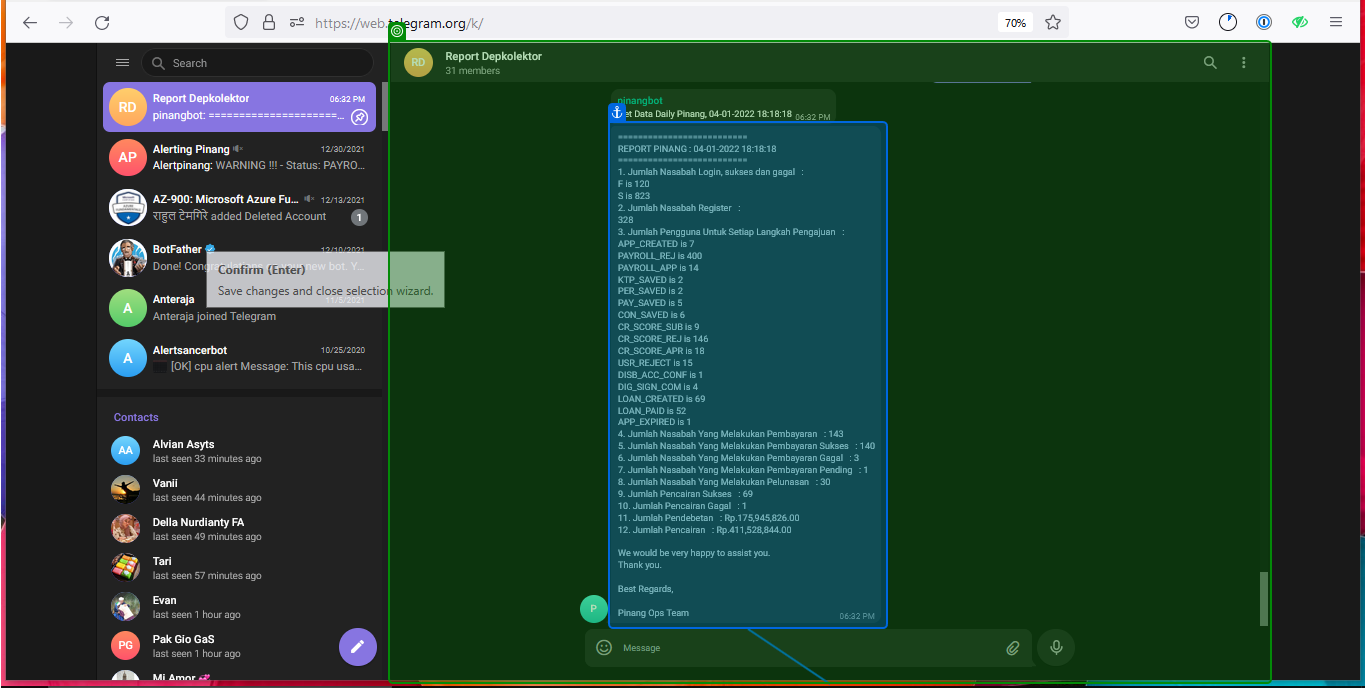 https://web.telegram.org/k/
70%
Search
RD
Report Depkolektor
06:32 PM
pinangbot: =====================...
AP
Alerting Pinang
12/30/2021
Alertpinang: WARNING !!! - Status: PAYRO...
AZ-900: Microsoft Azure Fu...
12/13/2021
राहुल टेमगिरे added Deleted Account
1
BotFather
12/10/2021
Confirm (Enter)
Save changes and close selection wizard.
A
Anteraja
11/5/2021
Anteraja joined Telegram
A
Alertsancerbot
10/25/2020
[OK] cpu alert Message: This cpu usa...
Contacts
AA
Alvian Asyts
last seen 33 minutes ago
Vanii
last seen 44 minutes ago
Della Nurdianty FA
last seen 49 minutes ago
Tari
last seen 57 minutes ago
Evan
last seen 1 hour ago
PG
Pak Gio GaS
last seen 1 hour ago
Mi Amor
RD
Report Depkolektor
31 members
pinangbot
et Data Daily Pinang, 04-01-2022 18:18:18 06:32 PM
==========================
REPORT PINANG : 04-01-2022 18:18:18
==========================
1. Jumlah Nasabah Login, sukses dan gagal :
F is 120
S is 823
2. Jumlah Nasabah Register :
328
3. Jumlah Pengguna Untuk Setiap Langkah Pengajuan :
APP_CREATED is 7
PAYROLL_REJ is 400
PAYROLL_APP is 14
KTP_SAVED is 2
PER_SAVED is 2
PAY_SAVED is 5
CON_SAVED is 6
CR_SCORE_SUB is 9
CR_SCORE_REJ is 146
CR_SCORE_APR is 18
USR_REJECT is 15
DISB_ACC_CONF is 1
DIG_SIGN_COM is 4
LOAN_CREATED is 69
LOAN_PAID is 52
APP_EXPIRED is 1
4. Jumlah Nasabah Yang Melakukan Pembayaran : 143
5. Jumlah Nasabah Yang Melakukan Pembayaran Sukses : 140
6. Jumlah Nasabah Yang Melakukan Pembayaran Gagal : 3
7. Jumlah Nasabah Yang Melakukan Pembayaran Pending : 1
8. Jumlah Nasabah Yang Melakukan Pelunasan : 30
9. Jumlah Pencairan Sukses : 69
10. Jumlah Pencairan Gagal : 1
11. Jumlah Pendebetan : Rp.175,945,826.00
12. Jumlah Pencairan : Rp.411,528,844.00
We would be very happy to assist you.
Thank you.
Best Regards,
Pinang Ops Team
06:32 PM
P
Message